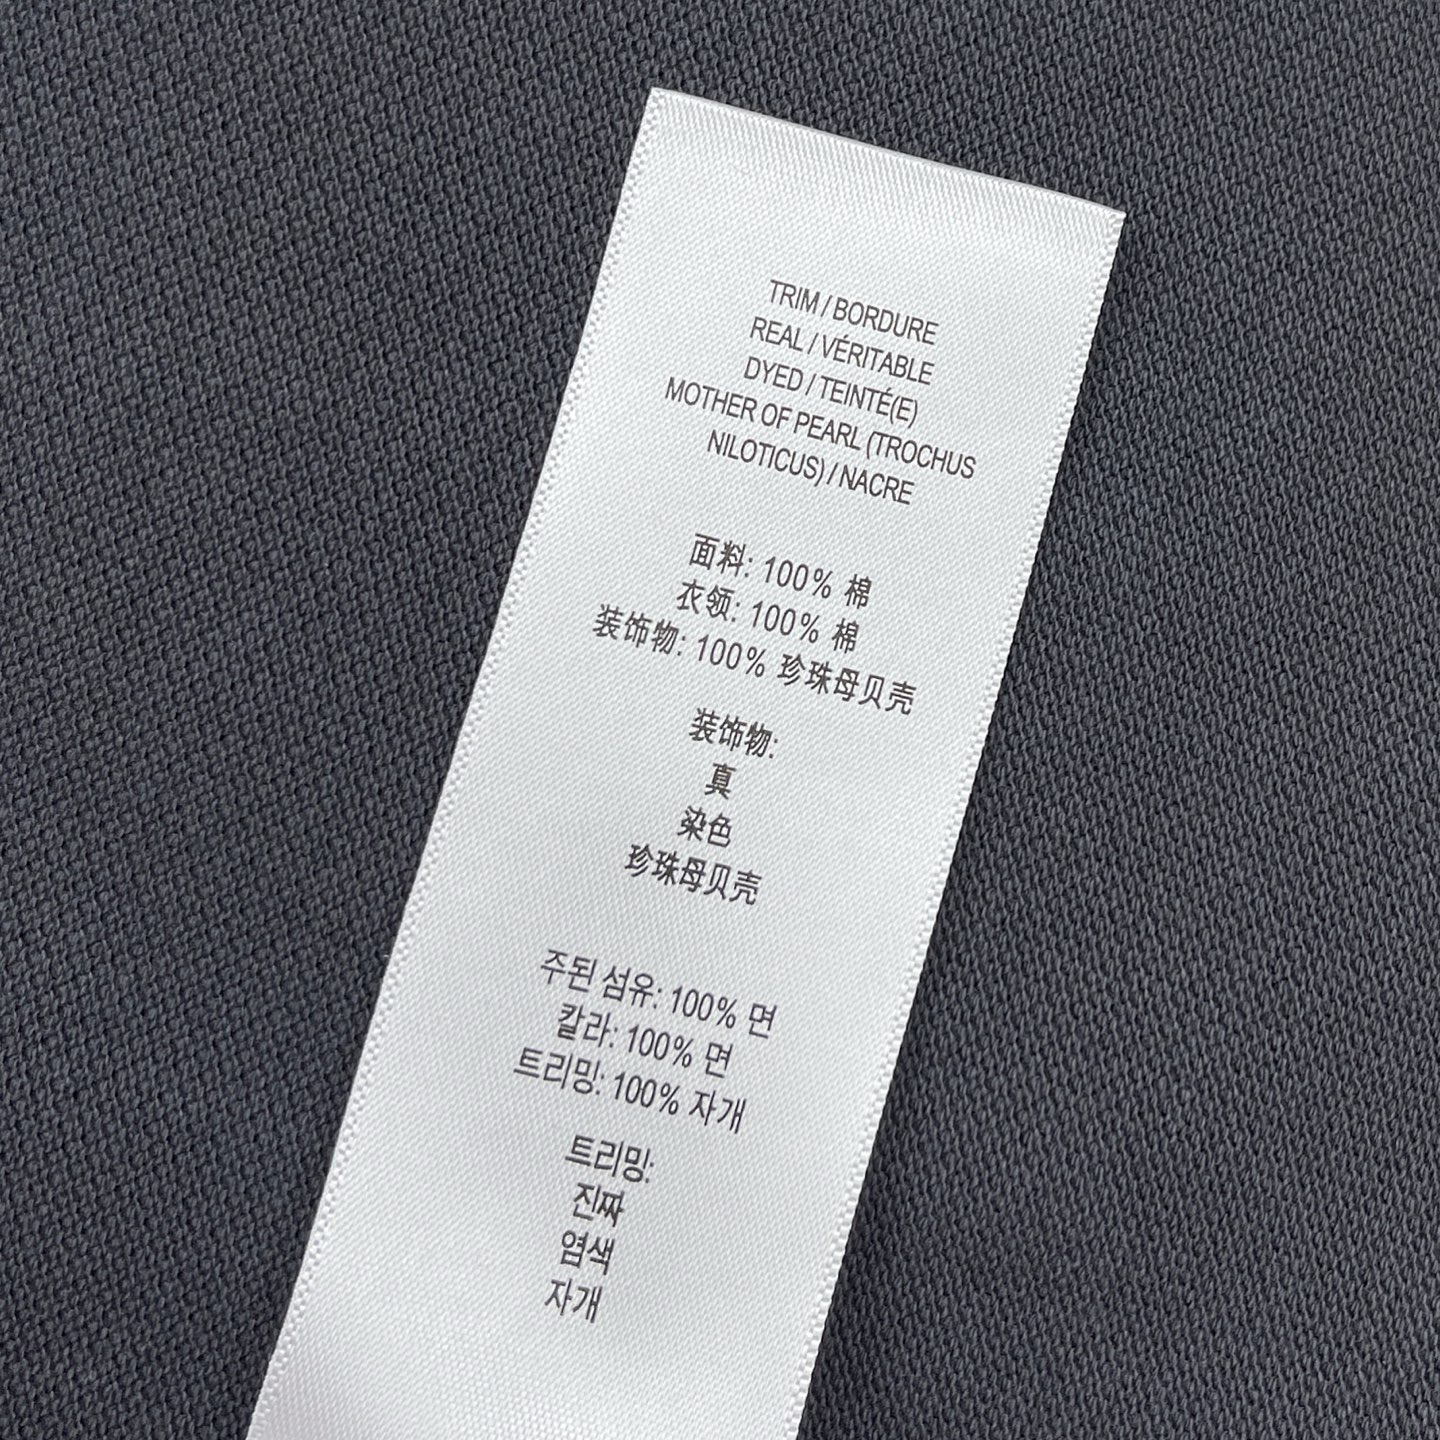 TRIM / BORDURE
REAL / VÉRITABLE
DYED / TEINTÉ(E)
MOTHER OF PEARL (TROCHUS
NILOTICUS) / NACRE
面料: 100% 棉
衣领: 100% 棉
装饰物: 100% 珍珠母贝壳
装饰物:
真
染色
珍珠母贝壳
주된 섬유: 100% 면
칼라: 100% 면
트리밍: 100% 자개
트리밍:
진짜
염색
자개